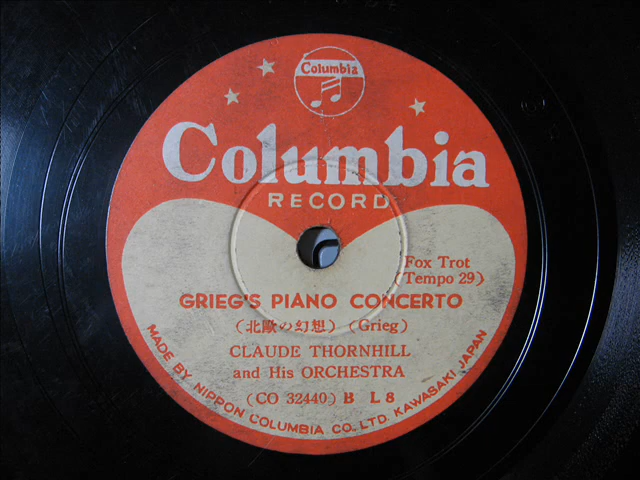 Columbia
Columbia
RECORD
Fox Trot
(Tempo 29)
GRIEG'S PIANO CONCERTO
(北歐の幻想) (Grieg)
CLAUDE THORNHILL
and His ORCHESTRA
(CO 32440) B L 8
MADE BY NIPPON COLUMBIA CO., LTD. KAWASAKI JAPAN